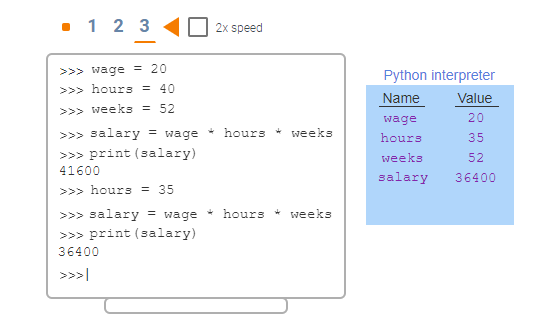 1 2 3 2x speed
>>> wage = 20
>>> hours = 40
>>> weeks = 52
>>> salary = wage * hours * weeks
>>> print(salary)
41600
>>> hours = 35
>>> salary = wage * hours * weeks
>>> print(salary)
36400
>>>|
Python interpreter
Name Value
wage 20
hours 35
weeks 52
salary 36400